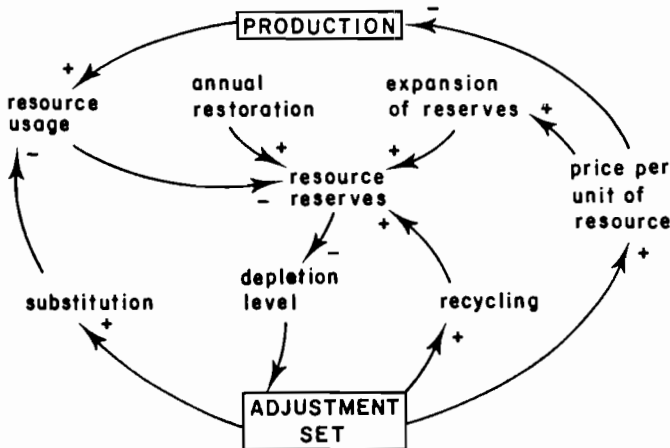 PRODUCTION
resource
usage
annual
restoration
expansion
of reserves
price per
unit of
resource
resource
reserves
substitution
depletion
level
recycling
ADJUSTMENT
SET
-
+
+
+
+
-
-
+
-
+
+
+